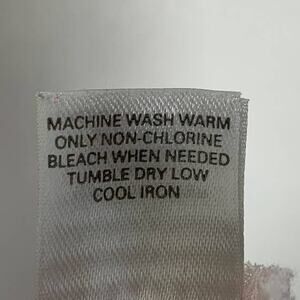 MACHINE WASH WARM
ONLY NON-CHLORINE
BLEACH WHEN NEEDED
TUMBLE DRY LOW
COOL IRON